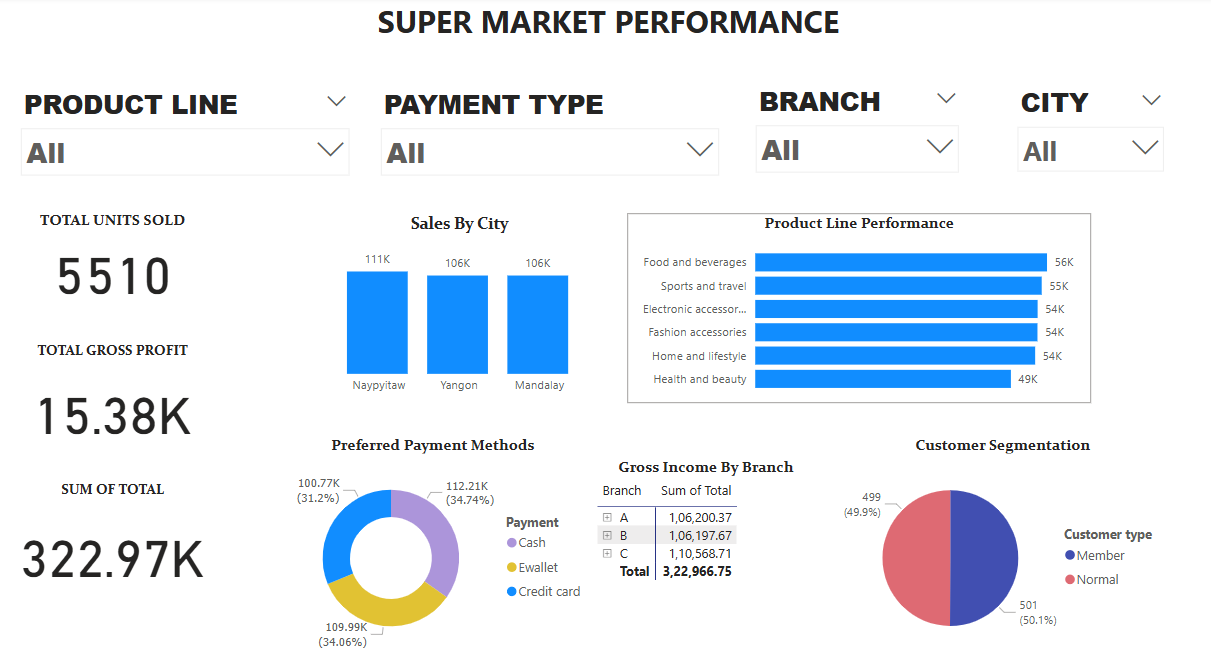 SUPER MARKET PERFORMANCE
PRODUCT LINE
All
PAYMENT TYPE
All
BRANCH
All
CITY
All
TOTAL UNITS SOLD
5510
TOTAL GROSS PROFIT
15.38K
SUM OF TOTAL
322.97K
Sales By City
111K
106K
106K
Naypyitaw
Yangon
Mandalay
Product Line Performance
Food and beverages 56K
Sports and travel 55K
Electronic accessor... 54K
Fashion accessories 54K
Home and lifestyle 54K
Health and beauty 49K
Preferred Payment Methods
100.77K
(31.2%)
112.21K
(34.74%)
109.99K
(34.06%)
Payment
Cash
Ewallet
Credit card
Gross Income By Branch
Branch Sum of Total
A 1,06,200.37
B 1,06,197.67
C 1,10,568.71
Total 3,22,966.75
Customer Segmentation
499
(49.9%)
501
(50.1%)
Customer type
Member
Normal